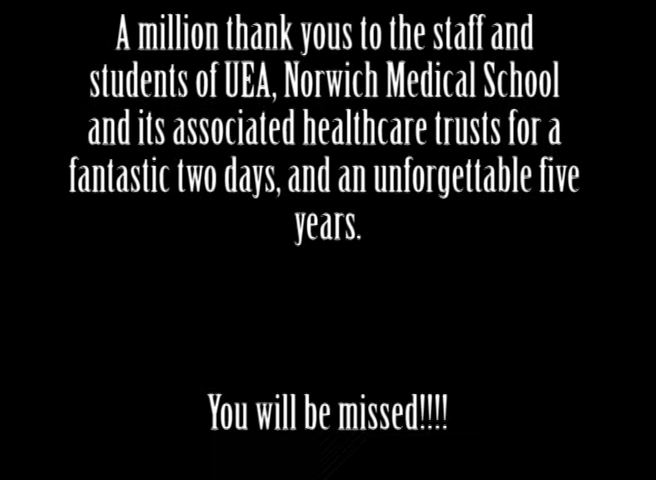 A million thank yous to the staff and
students of UEA, Norwich Medical School
and its associated healthcare trusts for a
fantastic two days, and an unforgettable five
years.
You will be missed!!!!